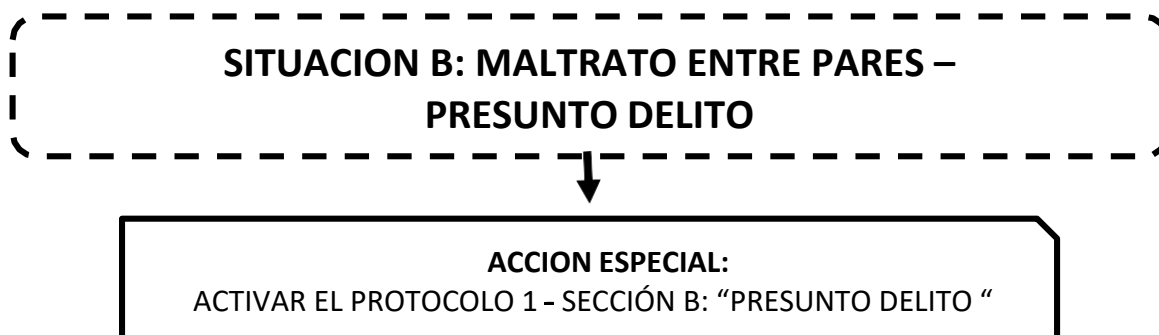 SITUACION B: MALTRATO ENTRE PARES –
PRESUNTO DELITO
ACCION ESPECIAL:
ACTIVAR EL PROTOCOLO 1 - SECCIÓN B: “PRESUNTO DELITO “